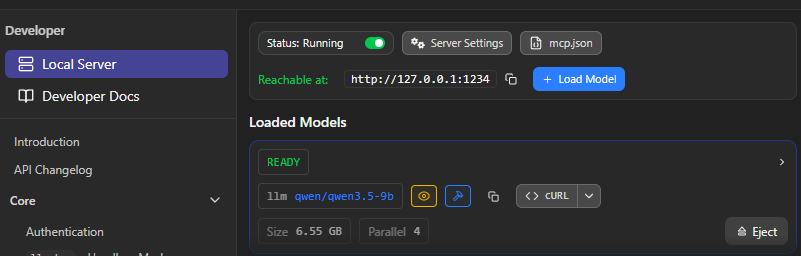 Developer
Local Server
Developer Docs
Introduction
API Changelog
Core
Authentication
Status: Running
Server Settings
mcp.json
Reachable at:
http://127.0.0.1:1234
+ Load Model
Loaded Models
READY
llm qwen/qwen3.5-9b
<> cURL
Size 6.55 GB
Parallel 4
Eject